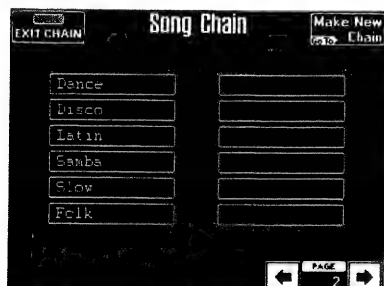 EXIT CHAIN
Song Chain
Make New
Go To Chain
Dance
Disco
Latin
Samba
Slow
Folk
PAGE
2